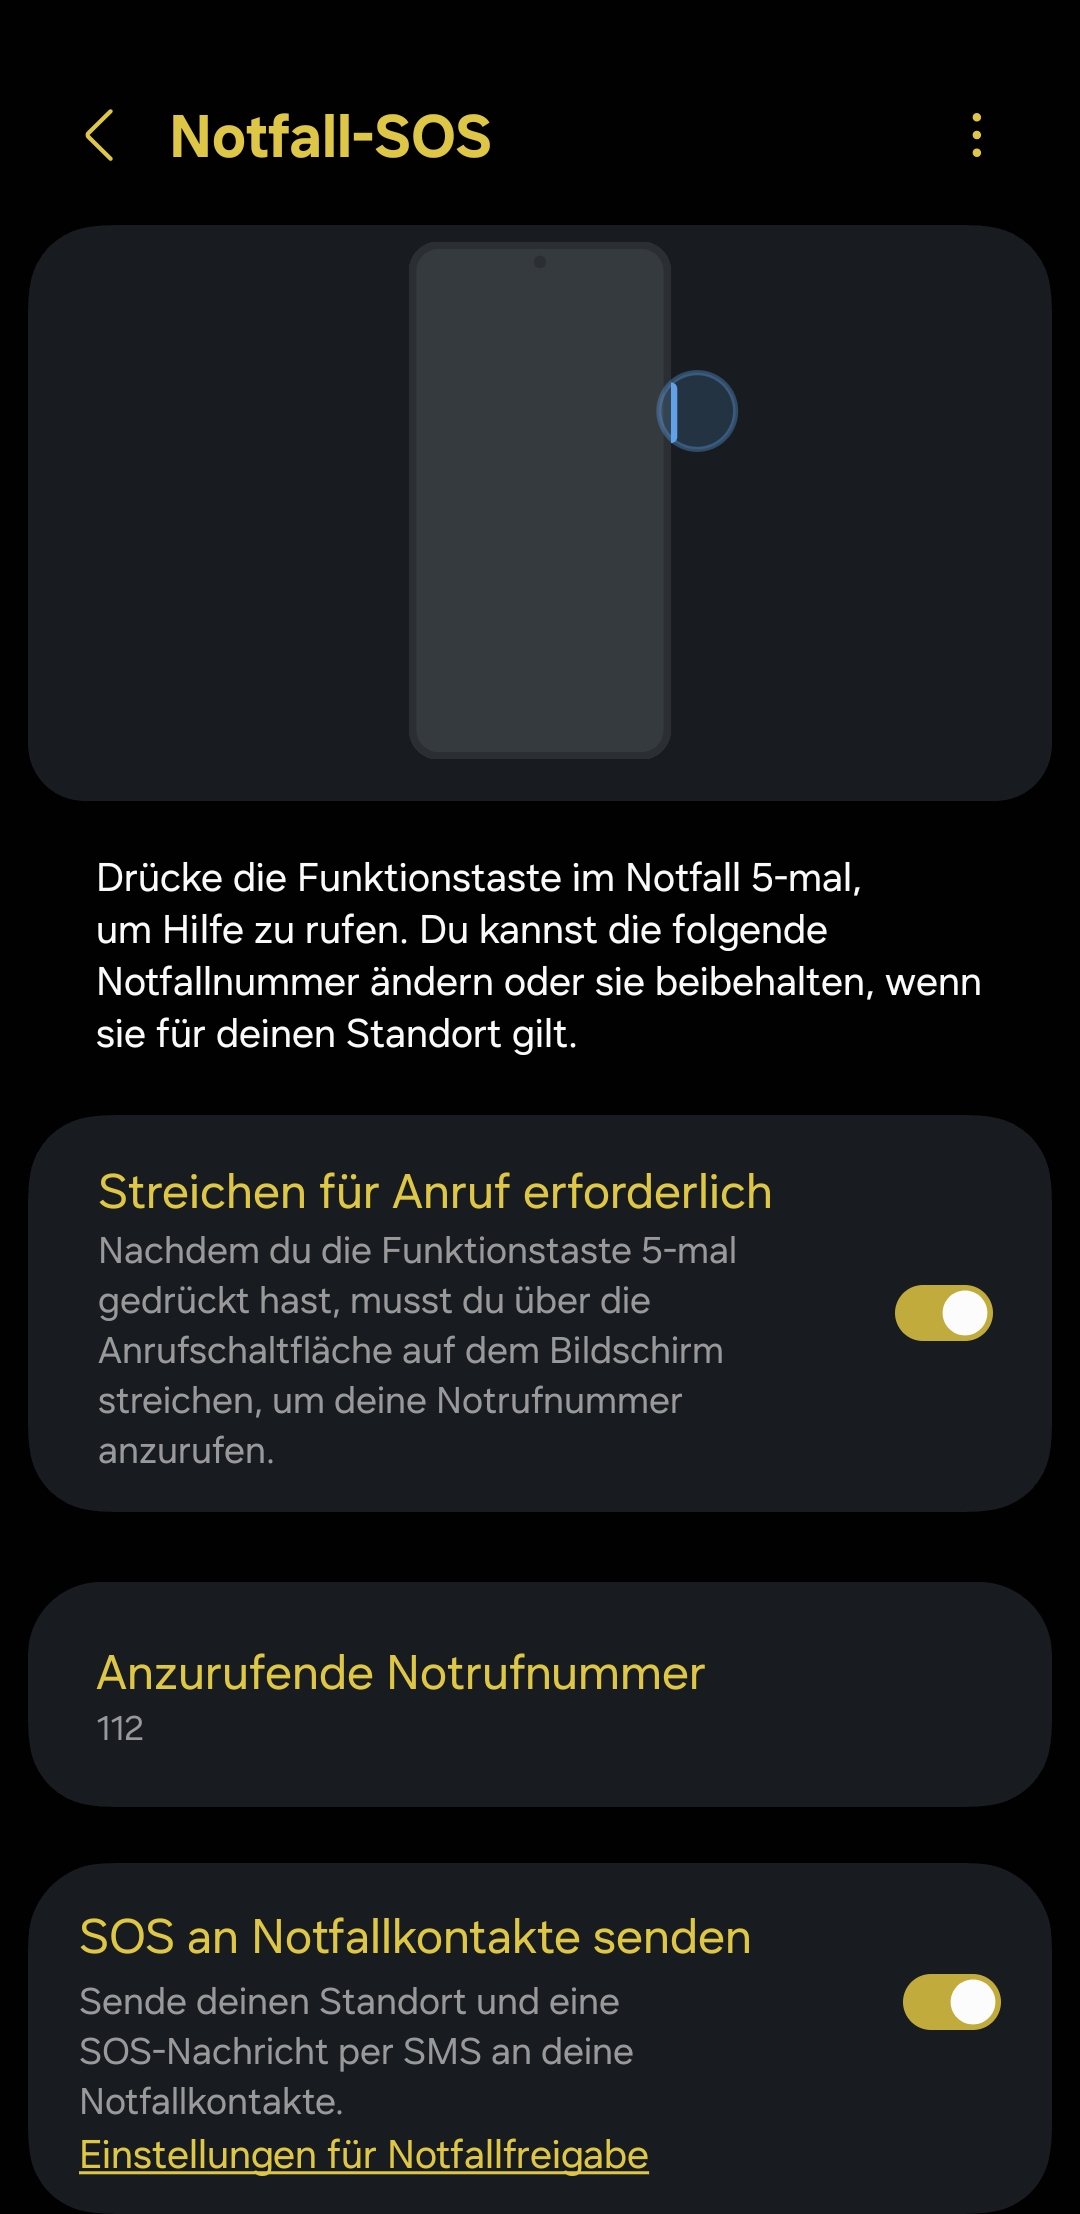 Notfall-SOS
Drücke die Funktionstaste im Notfall 5-mal,
um Hilfe zu rufen. Du kannst die folgende
Notfallnummer ändern oder sie beibehalten, wenn
sie für deinen Standort gilt.
Streichen für Anruf erforderlich
Nachdem du die Funktionstaste 5-mal
gedrückt hast, musst du über die
Anrufschaltfläche auf dem Bildschirm
streichen, um deine Notrufnummer
anzurufen.
Anzurufende Notrufnummer
112
SOS an Notfallkontakte senden
Sende deinen Standort und eine
SOS-Nachricht per SMS an deine
Notfallkontakte.
Einstellungen für Notfallfreigabe